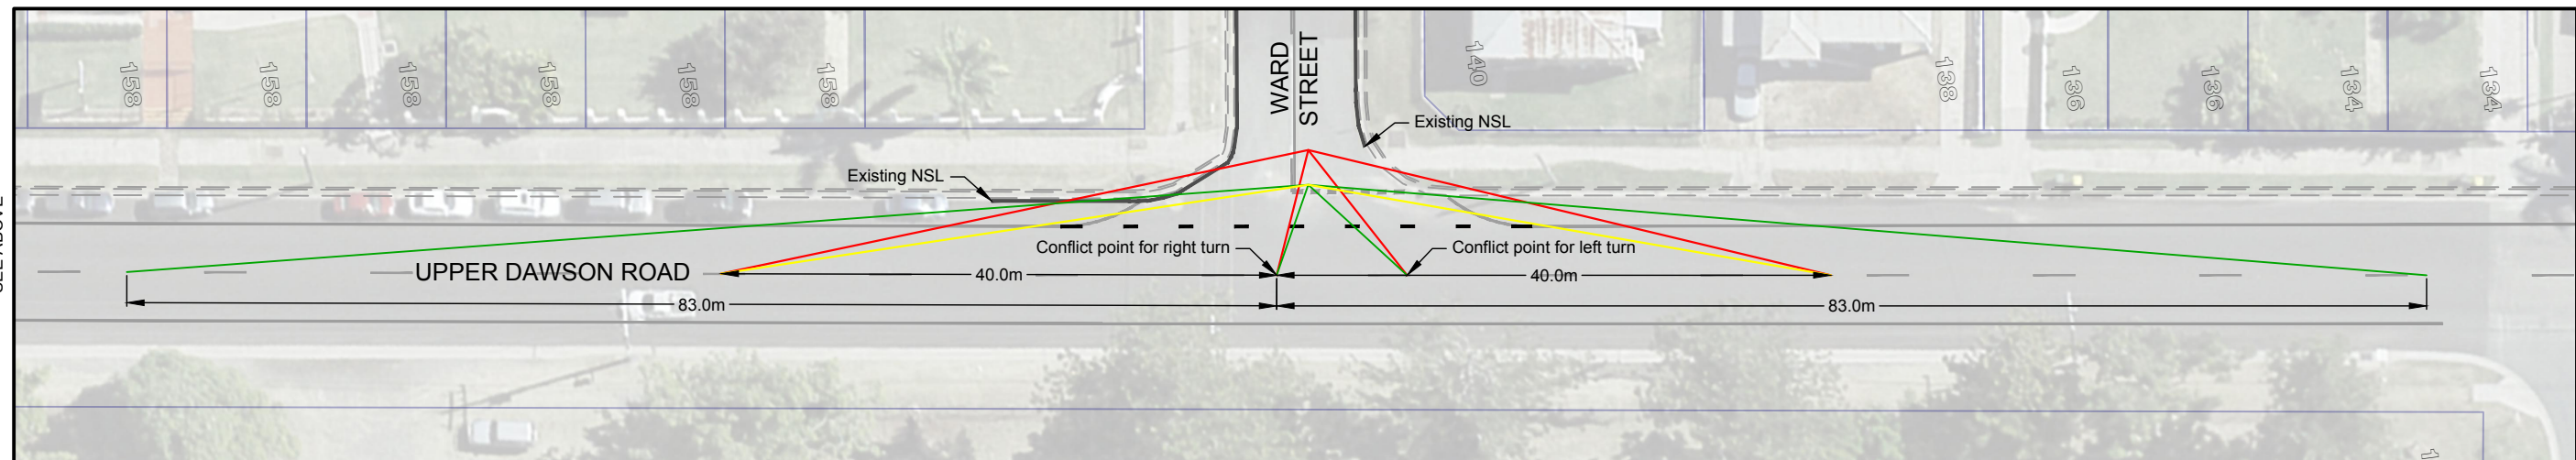 WARD
STREET
158
158
158
158
158
158
140
138
136
136
134
134
Existing NSL
Existing NSL
Conflict point for right turn
Conflict point for left turn
UPPER DAWSON ROAD
40.0m
40.0m
83.0m
83.0m